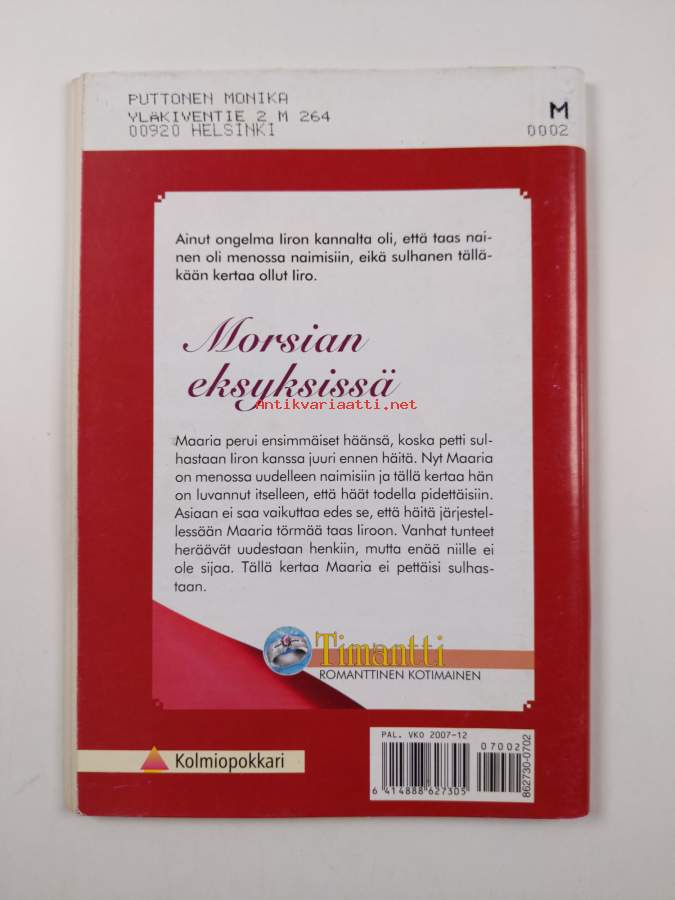 PUTTONEN MONIKA
YLÄKIVENTIE 2 M 264
00920 HELSINKI
M
0002
Ainut ongelma Iiron kannalta oli, että taas nai-
nen oli menossa naimisiin, eikä sulhanen tällä-
kään kertaa ollut Iiro.
Morsian
eksyksissä
Antikvariaatti.net
Maaria perui ensimmäiset häänsä, koska petti sul-
hastaan Iiron kanssa juuri ennen häitä. Nyt Maaria
on menossa uudelleen naimisiin ja tällä kertaa hän
on luvannut itselleen, että häät todella pidettäisiin.
Asiaan ei saa vaikuttaa edes se, että häitä järjestel-
lessään Maaria törmää taas Iiroon. Vanhat tunteet
heräävät uudestaan henkiin, mutta enää niille ei
ole sijaa. Tällä kertaa Maaria ei pettäisi sulhas-
taan.
Timantti
ROMANTTINEN KOTIMAINEN
Kolmiopokkari
PAL. VKO 2007-12
07002
6 414888 627305
862730-0702